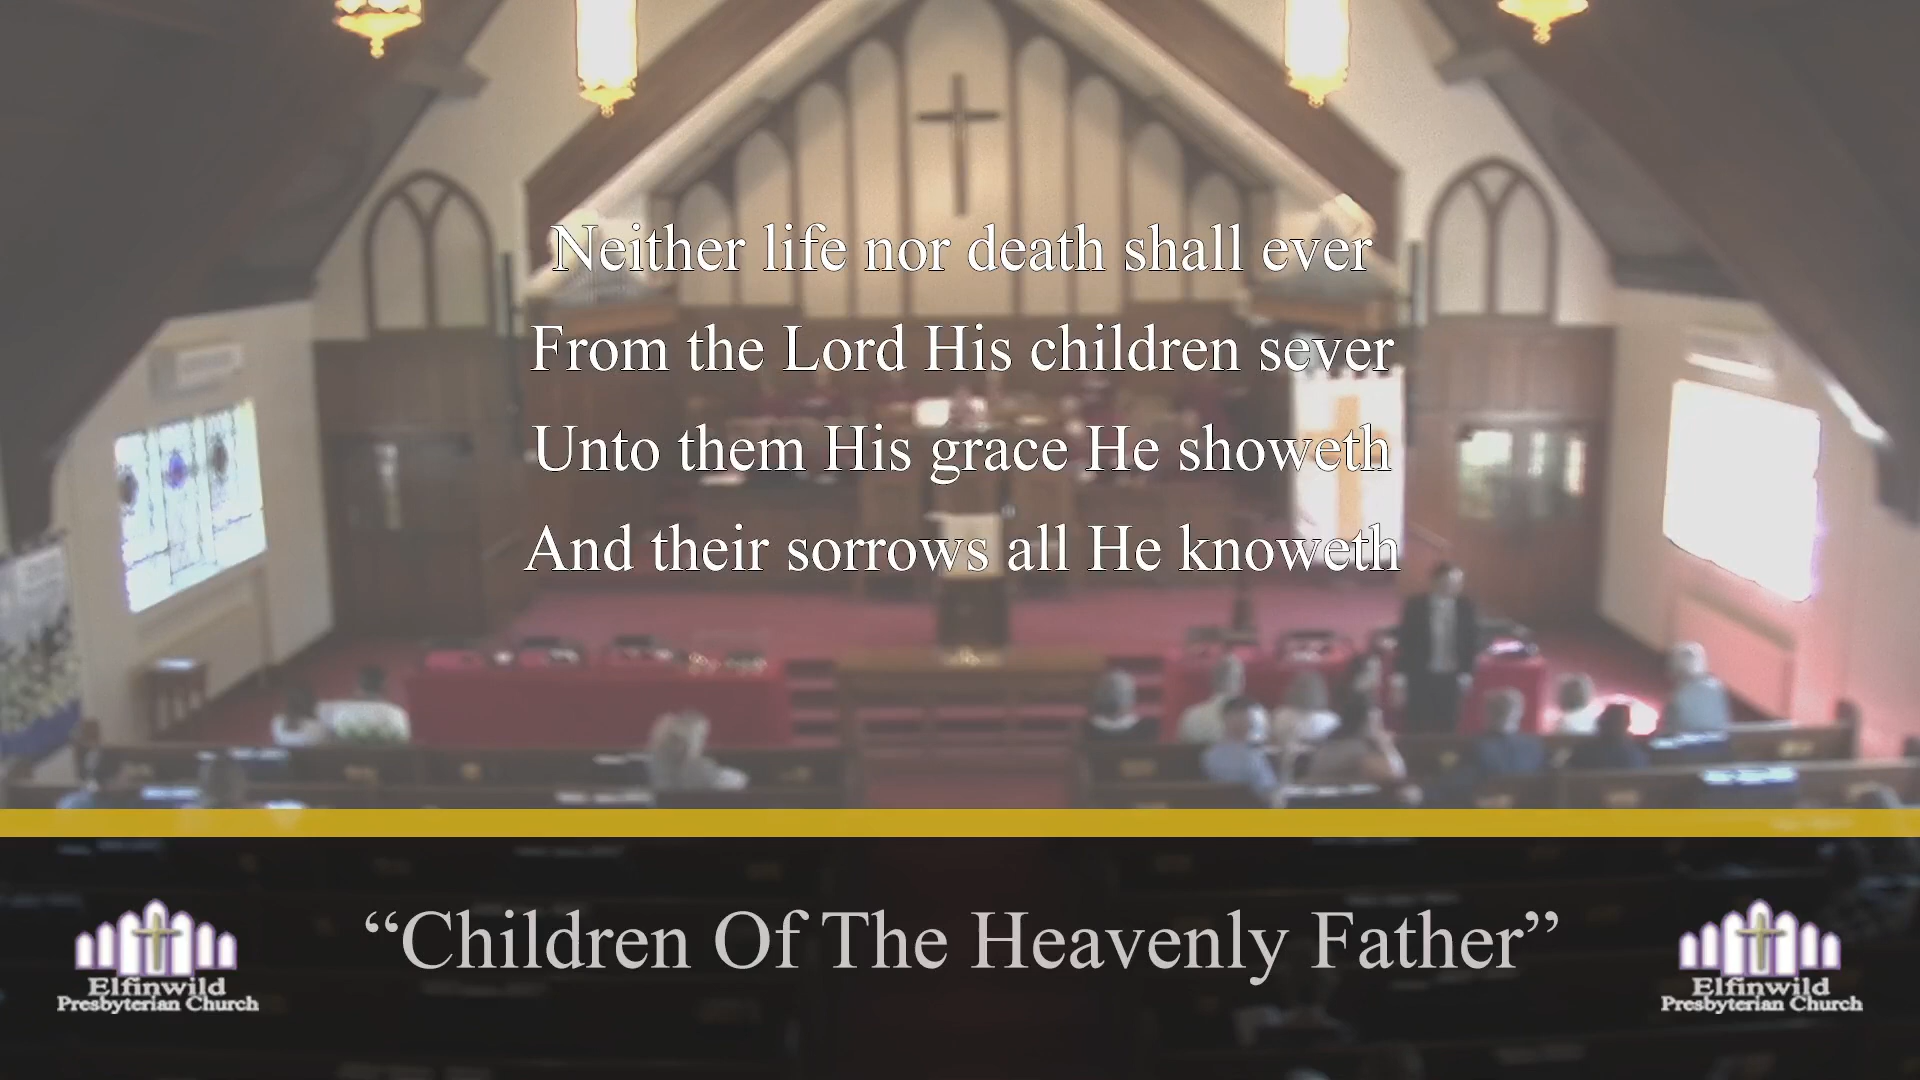 Neither life nor death shall ever
From the Lord His children sever
Unto them His grace He showeth
And their sorrows all He knoweth
“Children Of The Heavenly Father”
Elfinwild
Presbyterian Church
Elfinwild
Presbyterian Church